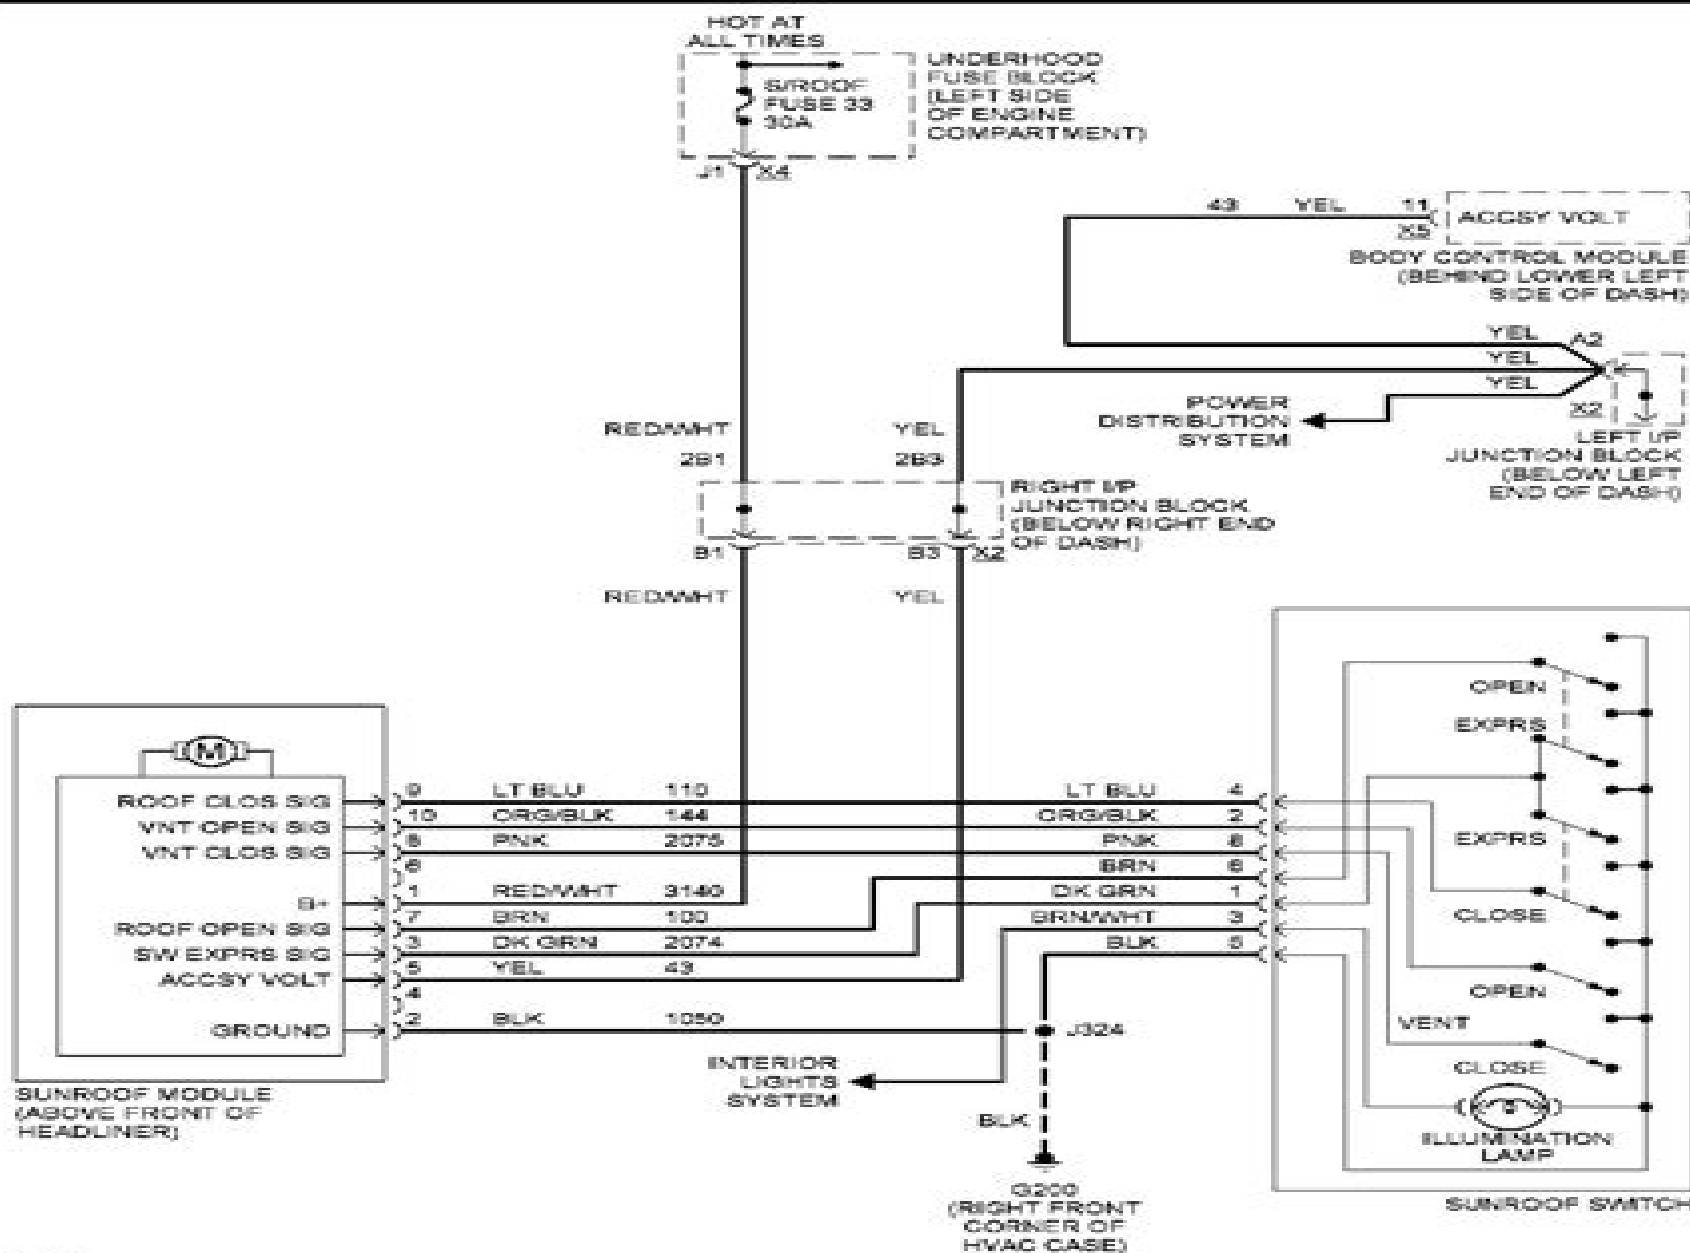 HOT AT
ALL TIMES
S/ROOF
FUSE 33
30A
UNDERHOOD
FUSE BLOCK
(LEFT SIDE
OF ENGINE
COMPARTMENT)
J1 X4
43 YEL 11
X5
ACCSY VOLT
BODY CONTROL MODULE
(BEHIND LOWER LEFT
SIDE OF DASH)
YEL A2
YEL
YEL
X2
POWER
DISTRIBUTION
SYSTEM
LEFT I/P
JUNCTION BLOCK
(BELOW LEFT
END OF DASH)
RED/WHT YEL
2B1 2B3
RIGHT I/P
JUNCTION BLOCK
(BELOW RIGHT END
OF DASH)
B1 B3 X2
RED/WHT YEL
M
ROOF CLOS SIG 9 LT BLU 110 LT BLU 4
VNT OPEN SIG 10 ORG/BLK 144 ORG/BLK 2
VNT CLOS SIG 8 PNK 2075 PNK
6 BRN 6
B+ 1 RED/WHT 3140 DK GRN 1
ROOF OPEN SIG 7 BRN 100 BRN/WHT 3
SW EXPRS SIG 3 DK GRN 2074 BLK 5
ACCSY VOLT 5 YEL 43
4
GROUND 2 BLK 1050
J324
SUNROOF MODULE
(ABOVE FRONT OF
HEADLINER)
INTERIOR
LIGHTS
SYSTEM
BLK
G200
(RIGHT FRONT
CORNER OF
HVAC CASE)
OPEN
EXPRS
EXPRS
CLOSE
OPEN
VENT
CLOSE
ILLUMINATION
LAMP
SUNROOF SWITCH